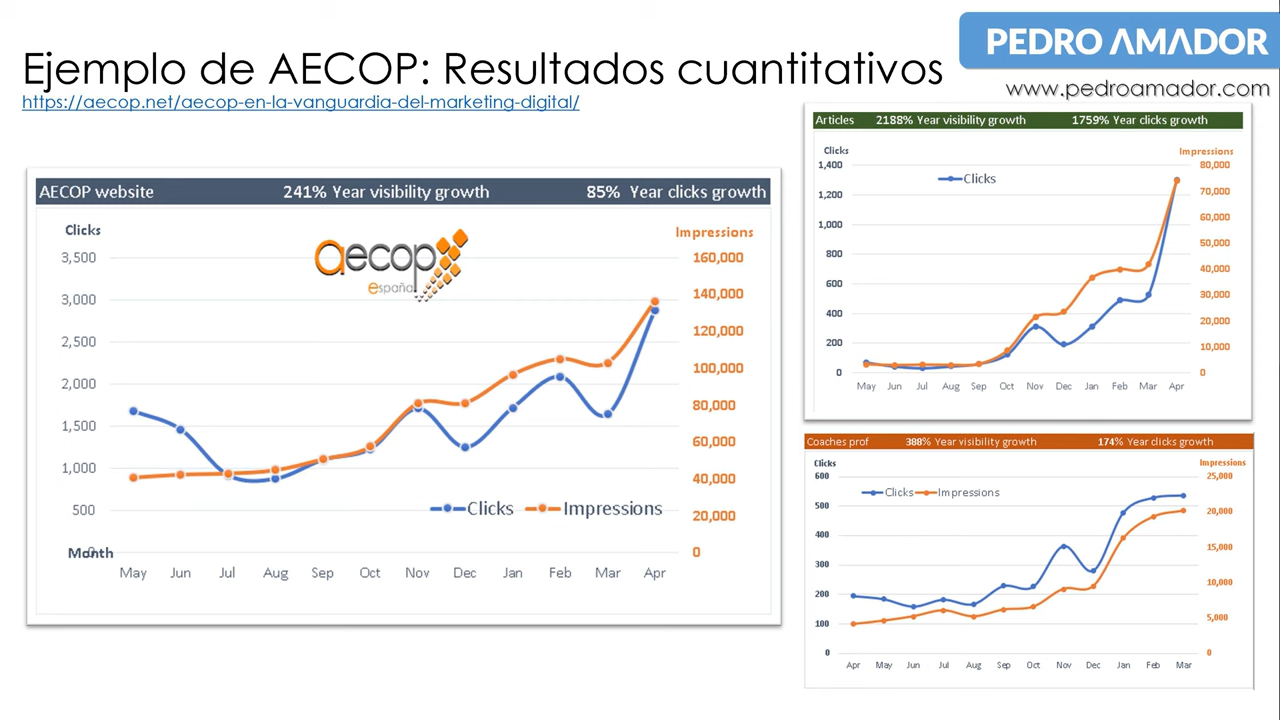 PEDRO AMADOR
www.pedroamador.com
Ejemplo de AECOP: Resultados cuantitativos
https://aecop.net/aecop-en-la-vanguardia-del-marketing-digital/
AECOP website 241% Year visibility growth 85% Year clicks growth
Clicks Impressions
aecop
españa
3,500 160,000
3,000 140,000
2,500 120,000
2,000 100,000
1,500 80,000
1,000 60,000
500 40,000
0 20,000
0
Clicks Impressions
Month
May Jun Jul Aug Sep Oct Nov Dec Jan Feb Mar Apr
Articles 2188% Year visibility growth 1759% Year clicks growth
Clicks Impressions
1,400 80,000
1,200 70,000
1,000 60,000
800 50,000
600 40,000
400 30,000
200 20,000
0 10,000
0
Clicks
May Jun Jul Aug Sep Oct Nov Dec Jan Feb Mar Apr
Coaches prof 388% Year visibility growth 174% Year clicks growth
Clicks Impressions
600 25,000
500 20,000
400 15,000
300 10,000
200 5,000
100 0
0
Clicks Impressions
Apr May Jun Jul Aug Sep Oct Nov Dec Jan Feb Mar